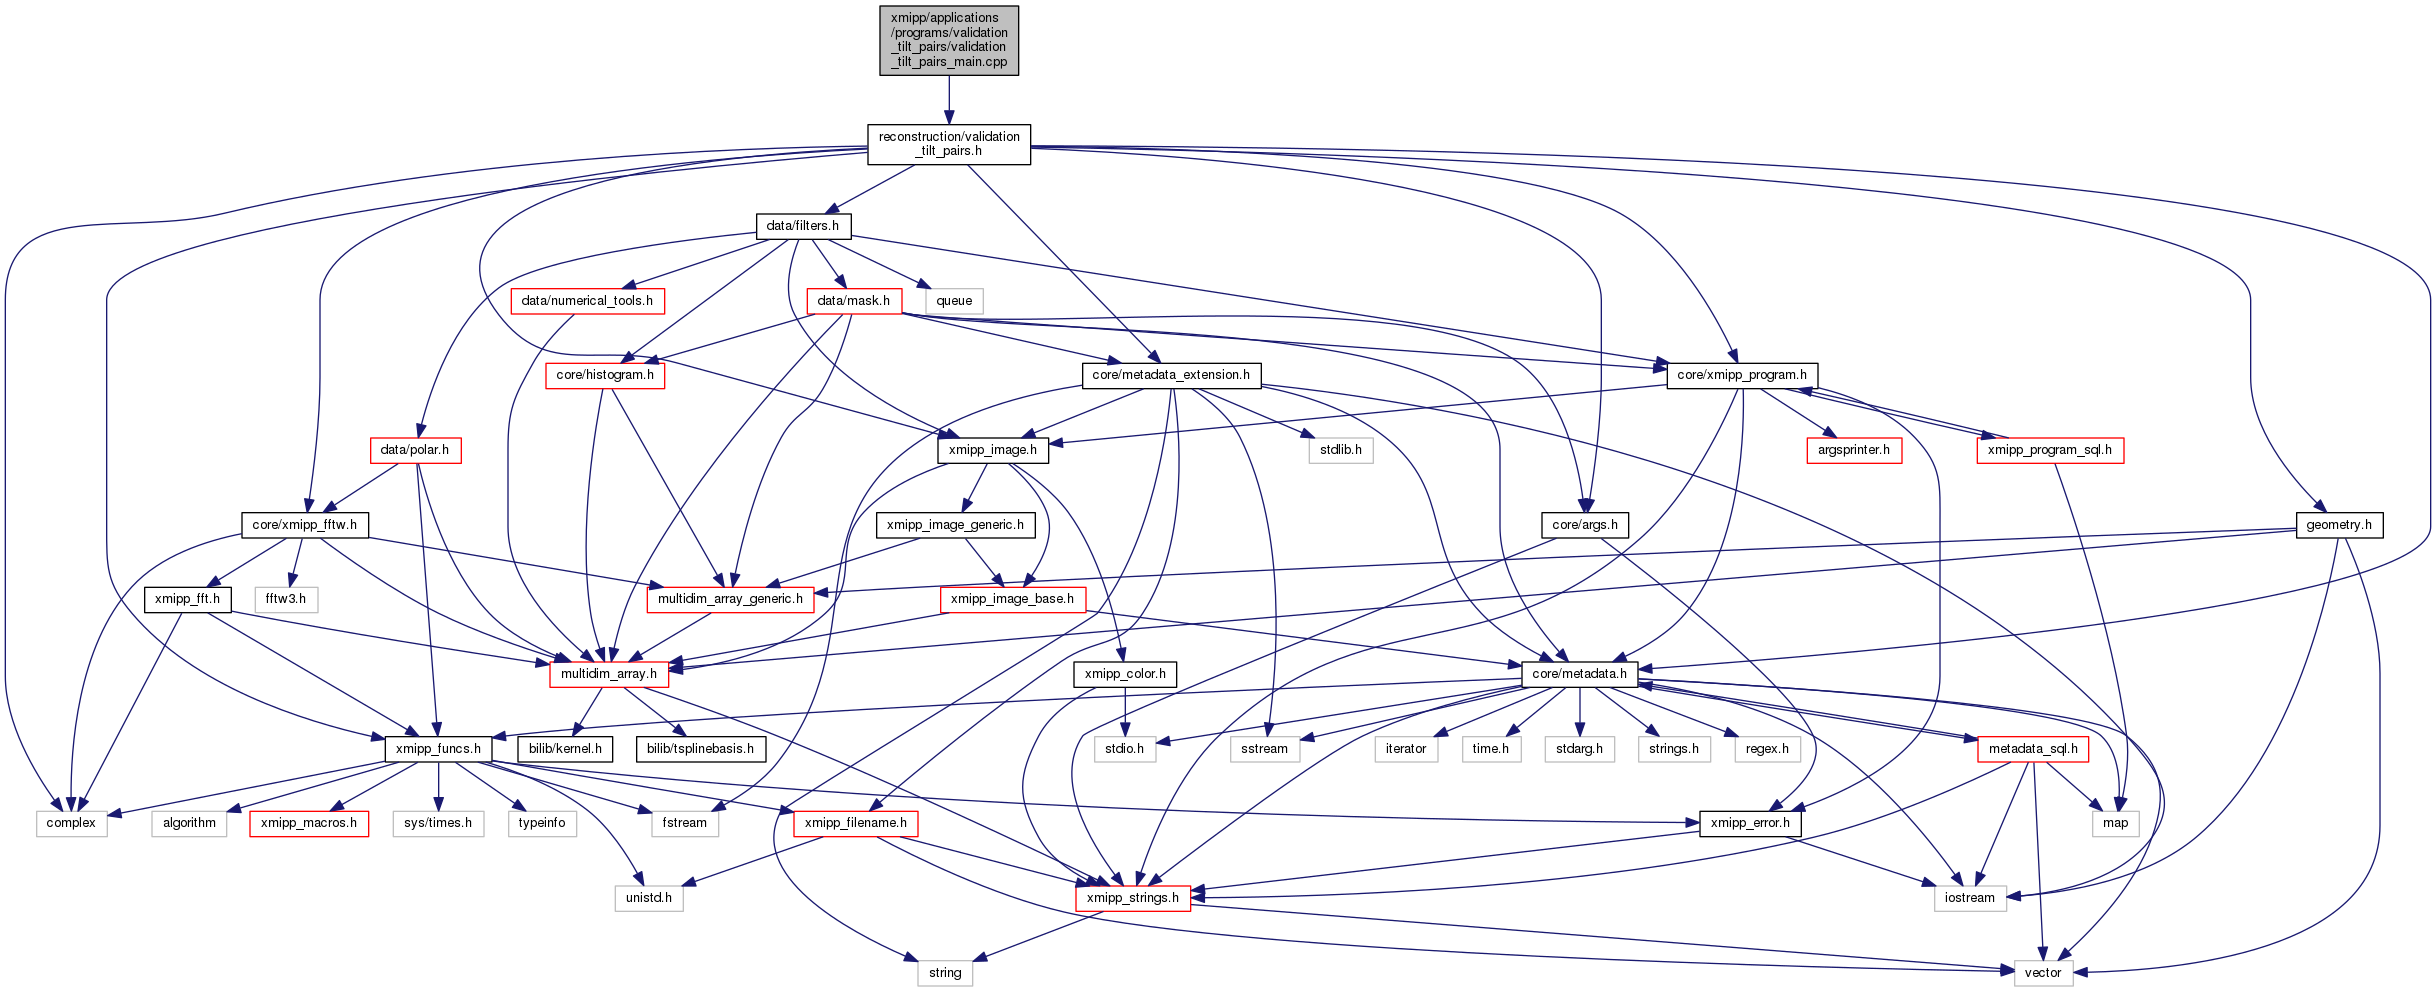 xmipp/applications
/programs/validation
_tilt_pairs/validation
_tilt_pairs_main.cpp
reconstruction/validation
_tilt_pairs.h
data/filters.h
data/numerical_tools.h
data/mask.h
queue
core/histogram.h
core/metadata_extension.h
core/xmipp_program.h
data/polar.h
xmipp_image.h
stdlib.h
argsprinter.h
xmipp_program_sql.h
core/xmipp_fftw.h
xmipp_image_generic.h
core/args.h
geometry.h
xmipp_fft.h
fftw3.h
multidim_array_generic.h
xmipp_image_base.h
multidim_array.h
xmipp_color.h
core/metadata.h
xmipp_funcs.h
bilib/kernel.h
bilib/tsplinebasis.h
stdio.h
sstream
iterator
time.h
stdarg.h
strings.h
regex.h
metadata_sql.h
complex
algorithm
xmipp_macros.h
sys/times.h
typeinfo
fstream
xmipp_filename.h
xmipp_error.h
map
unistd.h
xmipp_strings.h
iostream
string
vector